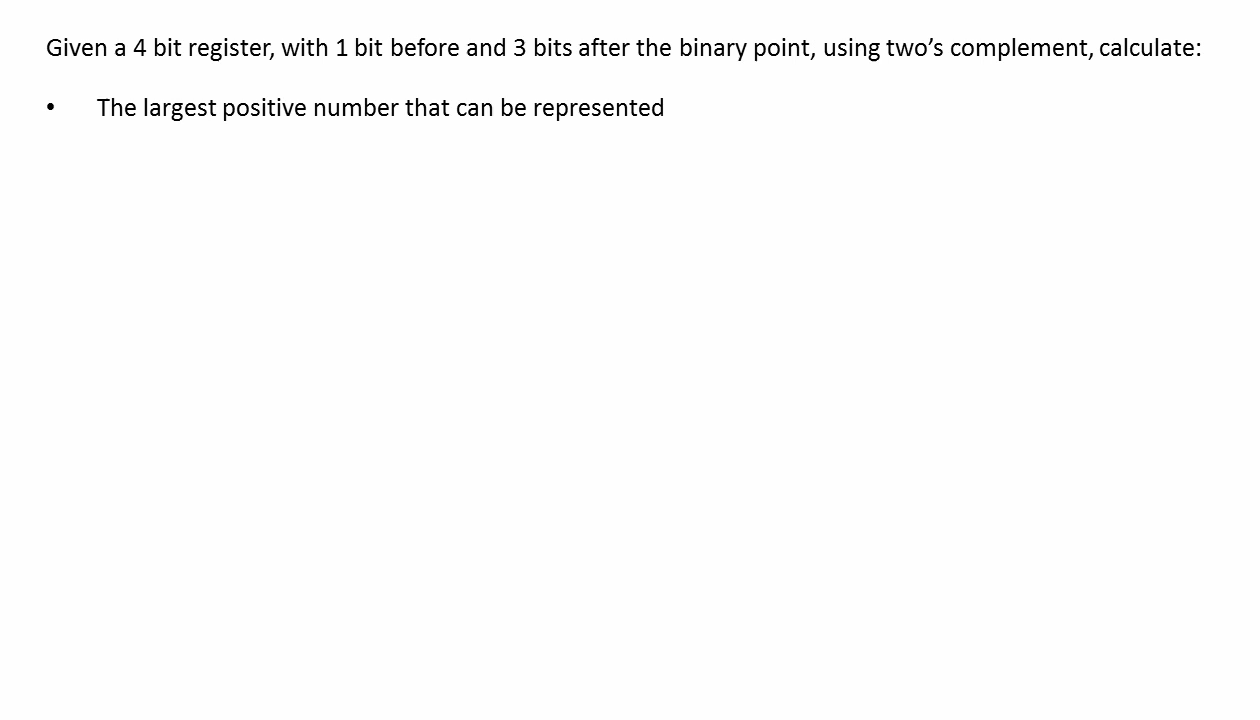 Given a 4 bit register, with 1 bit before and 3 bits after the binary point, using two’s complement, calculate:
• The largest positive number that can be represented